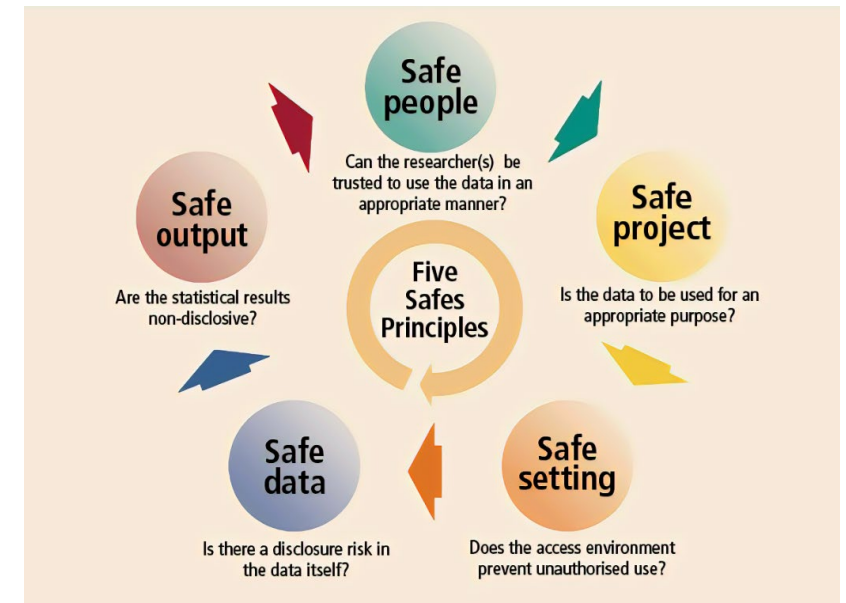 Safe
people
Can the researcher(s) be
trusted to use the data in an
appropriate manner?
Safe
project
Is the data to be used for an
appropriate purpose?
Safe
setting
Does the access environment
prevent unauthorised use?
Safe
data
Is there a disclosure risk in
the data itself?
Safe
output
Are the statistical results
non-disclosive?
Five
Safes
Principles